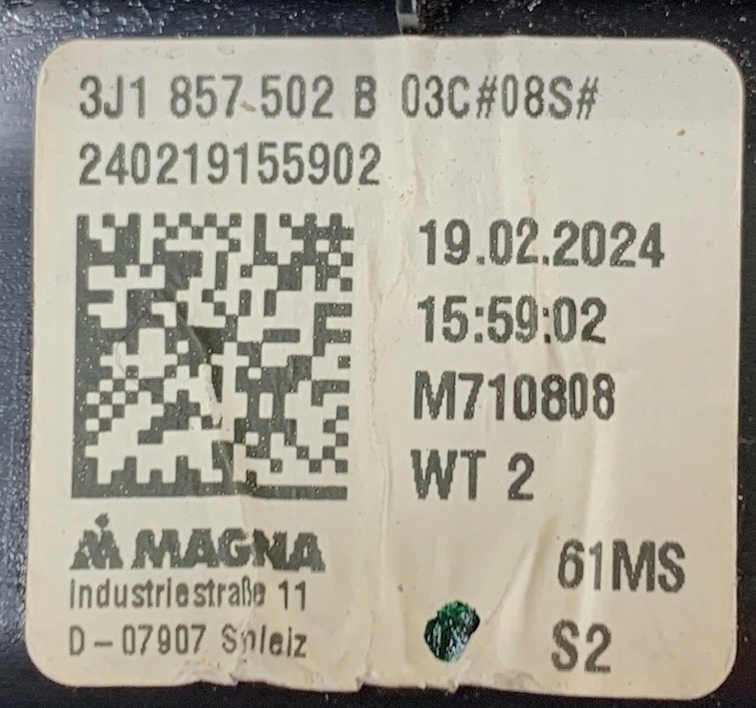 3J1 857 502 B 03C#08S#
240219155902
19.02.2024
15:59:02
M710808
WT 2
MAGNA
industriestraße 11
D-07907 Schleiz
61MS
S2